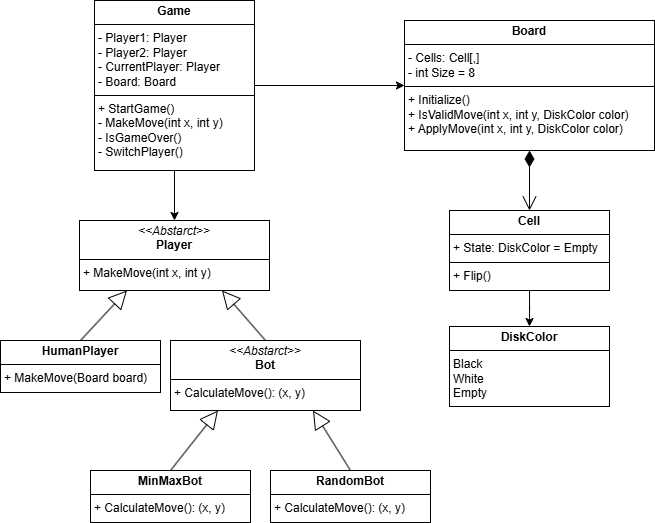 Game
- Player1: Player
- Player2: Player
- CurrentPlayer: Player
- Board: Board
+ StartGame()
- MakeMove(int x, int y)
- IsGameOver()
- SwitchPlayer()
Board
- Cells: Cell[,]
- int Size = 8
+ Initialize()
+ IsValidMove(int x, int y, DiskColor color)
+ ApplyMove(int x, int y, DiskColor color)
<<Abstarct>>
Player
+ MakeMove(int x, int y)
Cell
+ State: DiskColor = Empty
+ Flip()
HumanPlayer
+ MakeMove(Board board)
<<Abstarct>>
Bot
+ CalculateMove(): (x, y)
DiskColor
Black
White
Empty
MinMaxBot
+ CalculateMove(): (x, y)
RandomBot
+ CalculateMove(): (x, y)